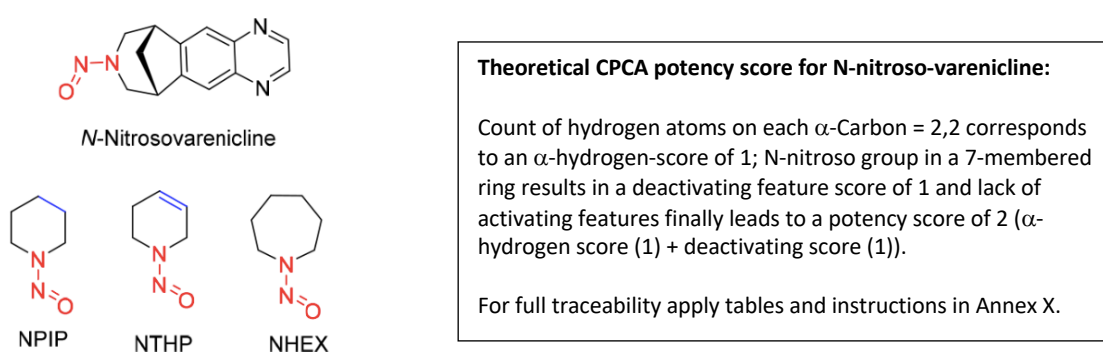 N
N
N
N
O
N-Nitrosovarenicline
N
N
O
NPIP
N
N
O
NTHP
N
N
O
NHEX
Theoretical CPCA potency score for N-nitroso-varenicline:
Count of hydrogen atoms on each α-Carbon = 2,2 corresponds
to an α-hydrogen-score of 1; N-nitroso group in a 7-membered
ring results in a deactivating feature score of 1 and lack of
activating features finally leads to a potency score of 2 (α-
hydrogen score (1) + deactivating score (1)).
For full traceability apply tables and instructions in Annex X.